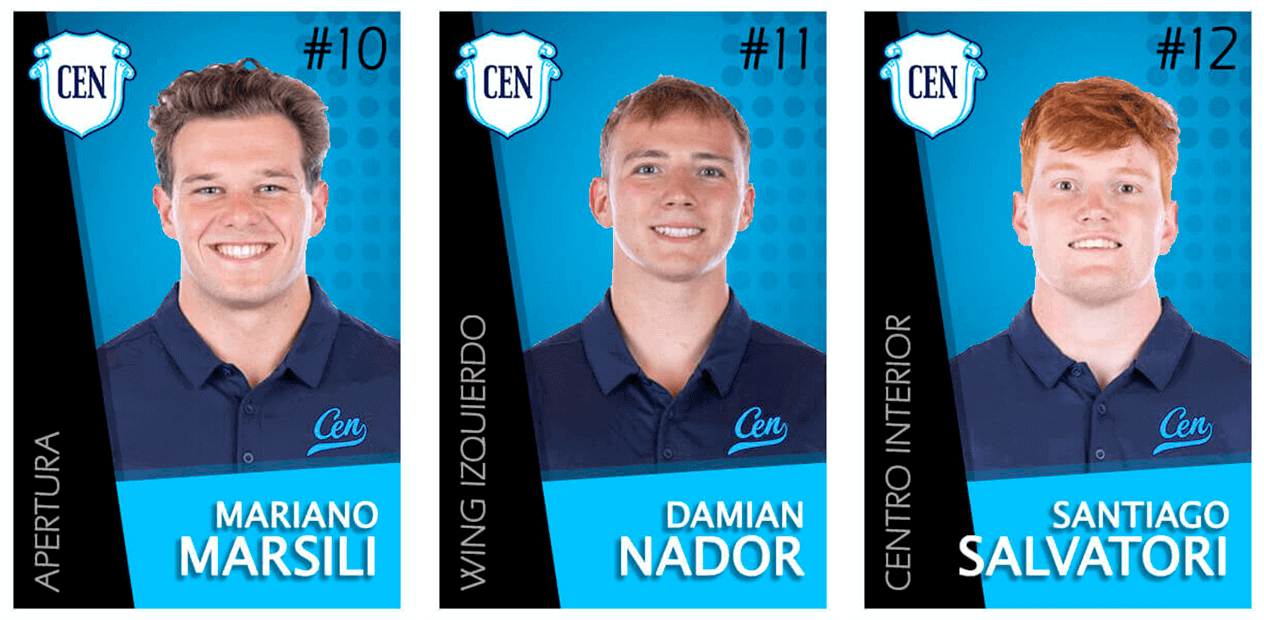 CEN
#10
APERTURA
Cen
MARIANO
MARSILI
CEN
#11
WING IZQUIERDO
Cen
DAMIAN
NADOR
CEN
#12
CENTRO INTERIOR
Cen
SANTIAGO
SALVATORI